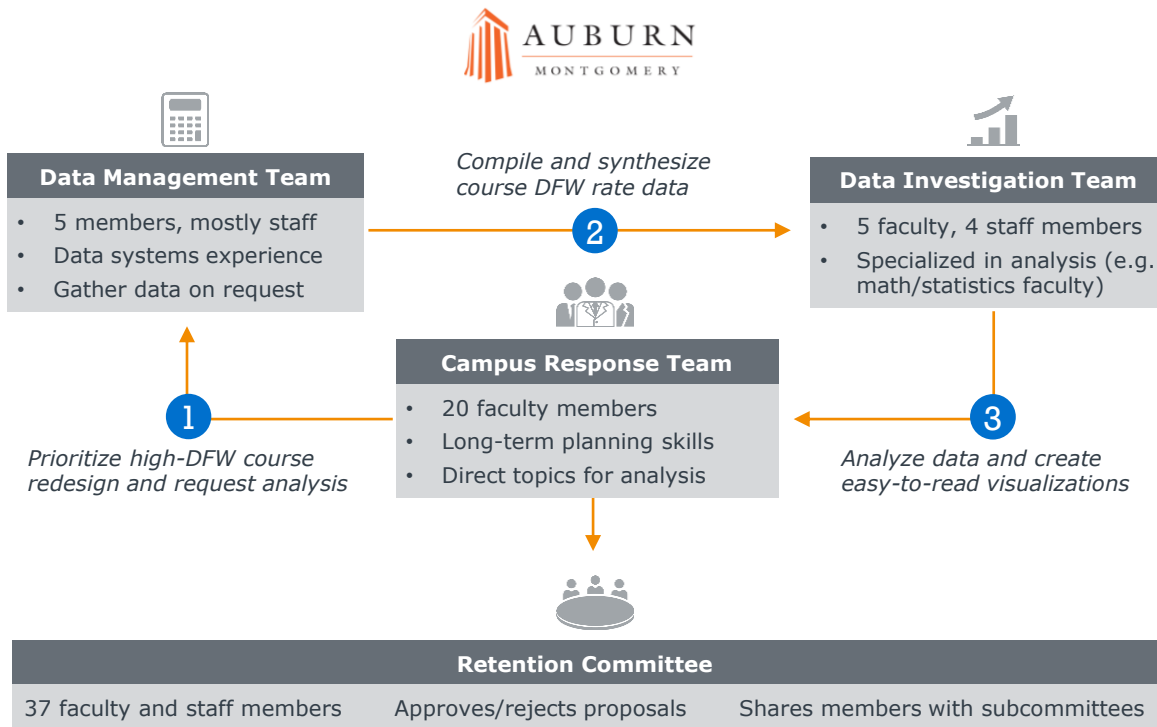 AUBURN
MONTGOMERY
Data Management Team
• 5 members, mostly staff
• Data systems experience
• Gather data on request
Compile and synthesize
course DFW rate data
2
Data Investigation Team
• 5 faculty, 4 staff members
• Specialized in analysis (e.g.
math/statistics faculty)
Campus Response Team
• 20 faculty members
• Long-term planning skills
• Direct topics for analysis
1
Prioritize high-DFW course
redesign and request analysis
3
Analyze data and create
easy-to-read visualizations
Retention Committee
37 faculty and staff members Approves/rejects proposals Shares members with subcommittees